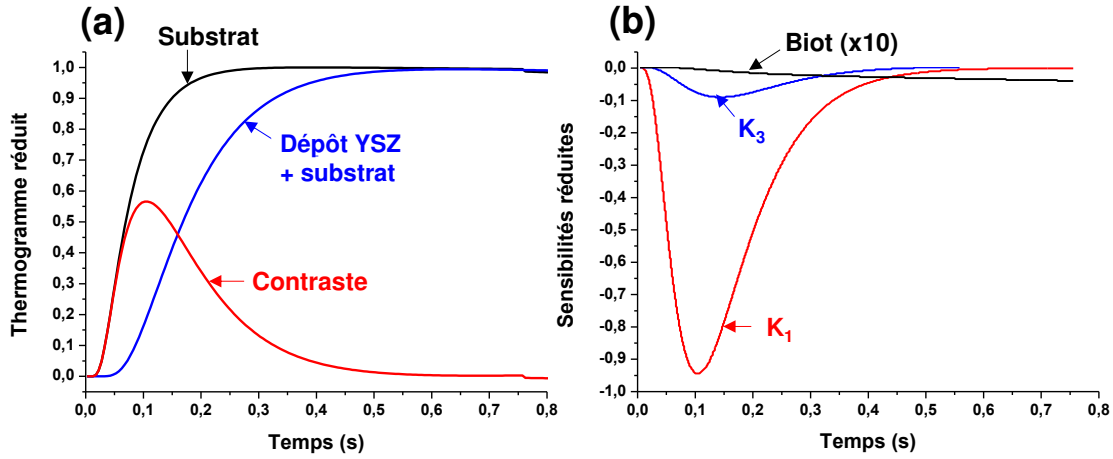 (a)
Substrat
Dépôt YSZ
+ substrat
Contraste
Thermogramme réduit
1,0
0,9
0,8
0,7
0,6
0,5
0,4
0,3
0,2
0,1
0,0
0,0 0,1 0,2 0,3 0,4 0,5 0,6 0,7 0,8
Temps (s)
(b)
Biot (x10)
K3
K1
Sensibilités réduites
0,0
-0,1
-0,2
-0,3
-0,4
-0,5
-0,6
-0,7
-0,8
-0,9
-1,0
0,0 0,1 0,2 0,3 0,4 0,5 0,6 0,7 0,8
Temps (s)